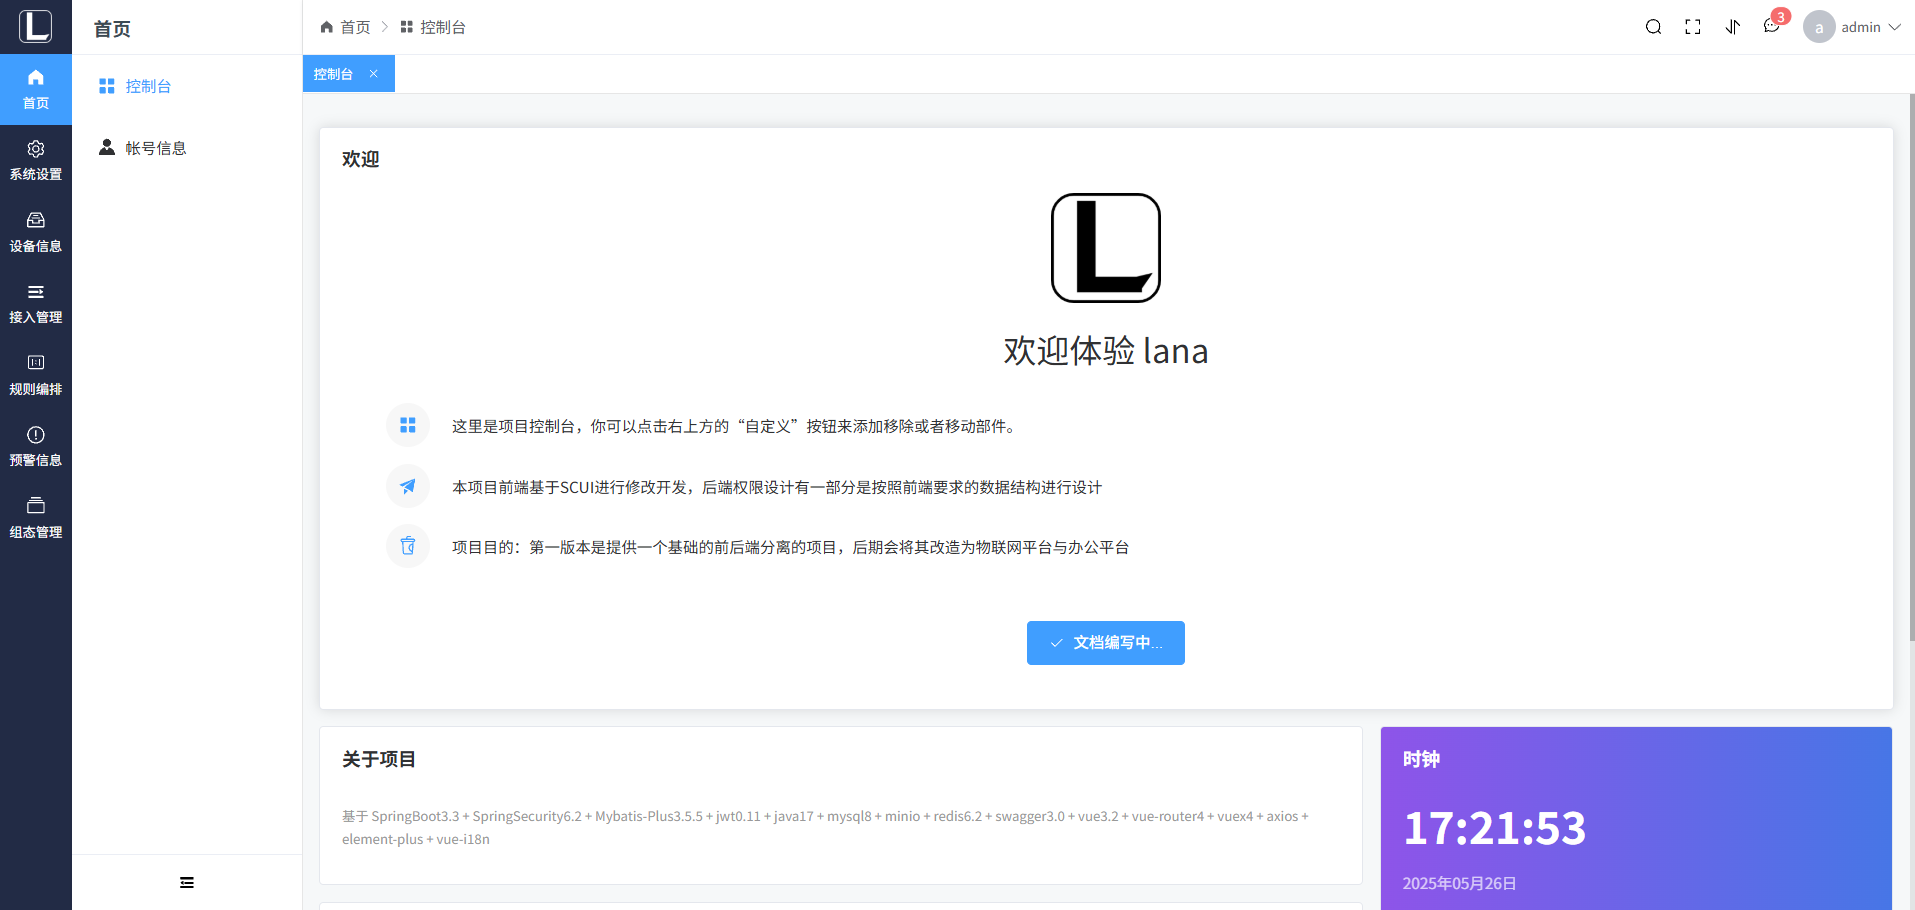 首页
系统设置
设备信息
接入管理
规则编排
预警信息
组态管理
首页
控制台
帐号信息
首页 控制台
3
a admin
控制台
欢迎
欢迎体验 lana
这里是项目控制台，你可以点击右上方的“自定义”按钮来添加移除或者移动部件。
本项目前端基于SCUI进行修改开发，后端权限设计有一部分是按照前端要求的数据结构进行设计
项目目的：第一版本是提供一个基础的前后端分离的项目，后期会将其改造为物联网平台与办公平台
文档编写中...
关于项目
基于 SpringBoot3.3 + SpringSecurity6.2 + Mybatis-Plus3.5.5 + jwt0.11 + java17 + mysql8 + minio + redis6.2 + swagger3.0 + vue3.2 + vue-router4 + vuex4 + axios +
element-plus + vue-i18n
时钟
17:21:53
2025年05月26日